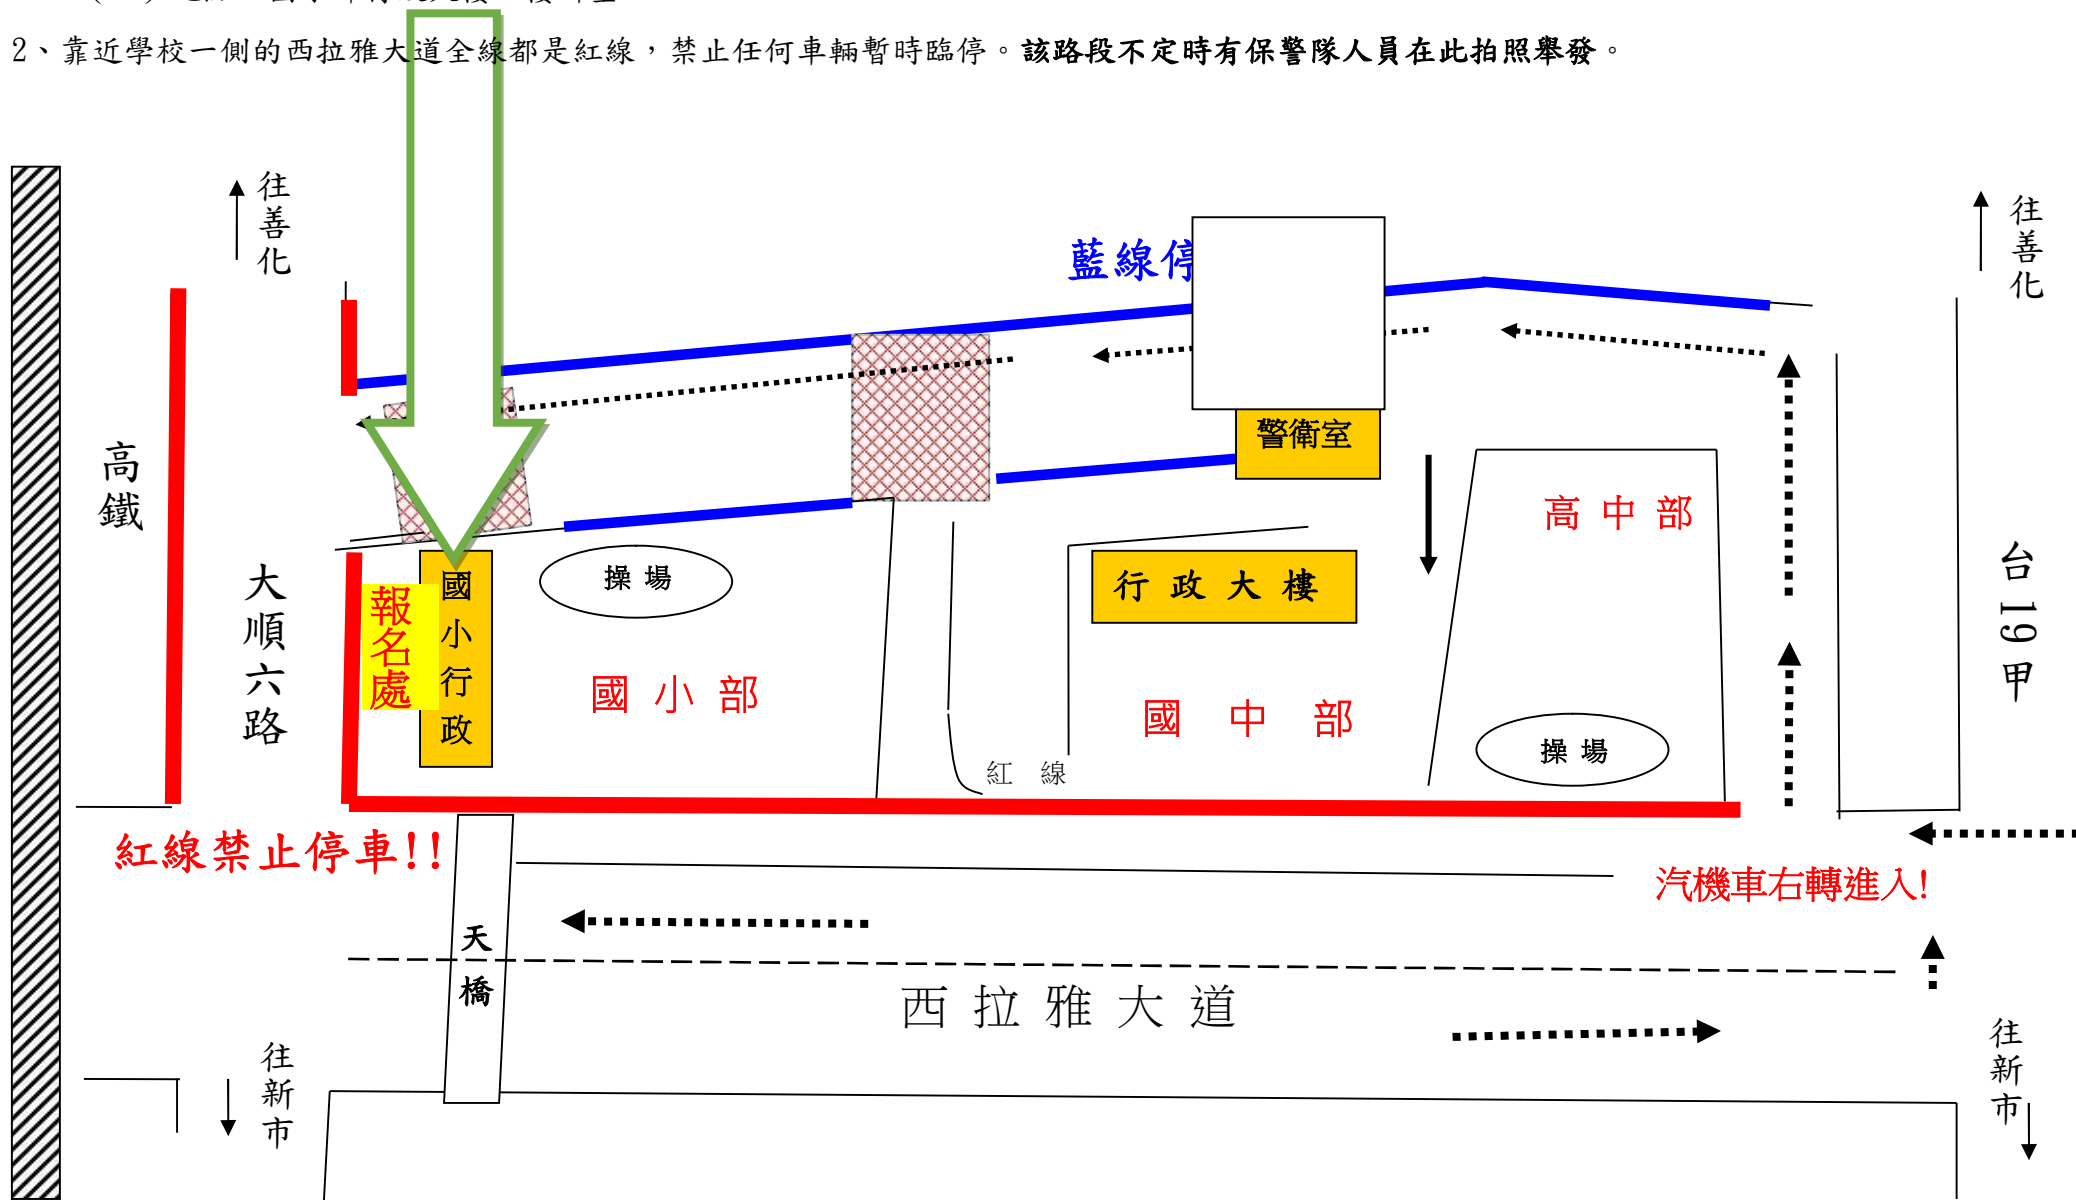 2、靠近學校一側的西拉雅大道全線都是紅線，禁止任何車輛暫時臨停。該路段不定時有保警隊人員在此拍照舉發。
往善化
往善化
藍線停
警衛室
高鐵
高中部
大順六路
報名處
國小行政
操場
行政大樓
台19甲
國小部
國中部
操場
紅線
紅線禁止停車!!
汽機車右轉進入!
天橋
西拉雅大道
往新市
往新市